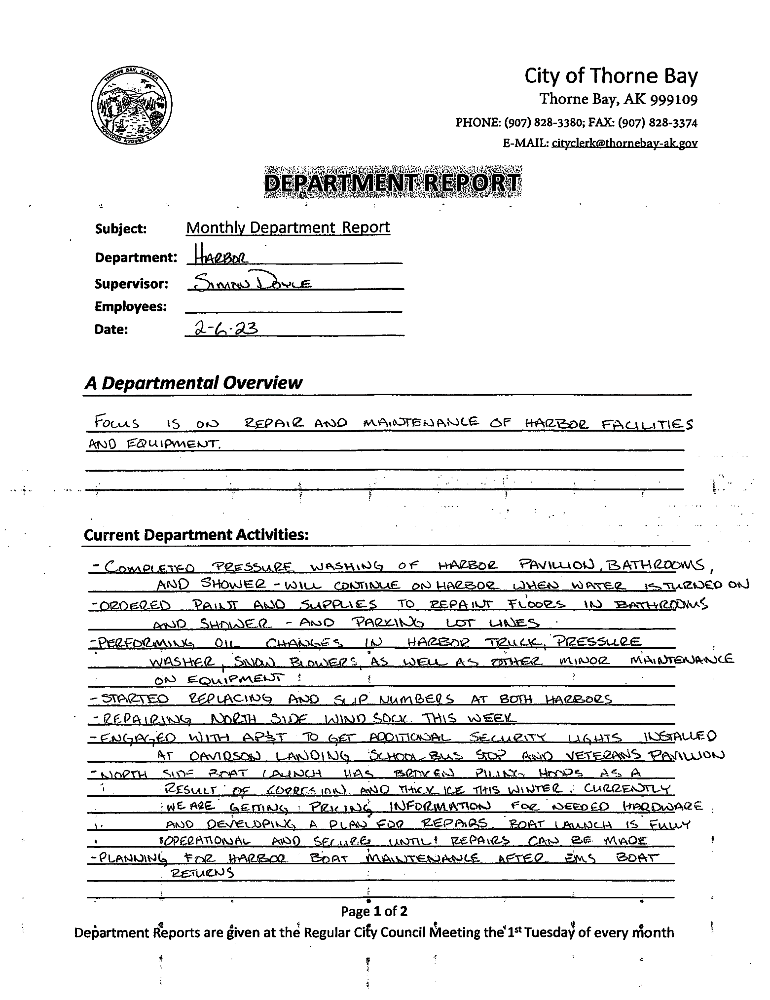 THORNE BAY, ALASKA
FOUNDED AUGUST 2, 1982
City of Thorne Bay
Thorne Bay, AK 999109
PHONE: (907) 828-3380; FAX: (907) 828-3374
E-MAIL: cityclerk@thornebay-ak.gov
DEPARTMENT REPORT
Subject: Monthly Department Report
Department: HARBOR
Supervisor: SIMON DOYLE
Employees:
Date: 2-6-23
A Departmental Overview
FOCUS IS ON REPAIR AND MAINTENANCE OF HARBOR FACILITIES
AND EQUIPMENT.
Current Department Activities:
- COMPLETED PRESSURE WASHING OF HARBOR PAVILLION, BATHROOMS,
AND SHOWER - WILL CONTINUE ON HARBOR WHEN WATER IS TURNED ON
- ORDERED PAINT AND SUPPLIES TO REPAINT FLOORS IN BATHROOMS
AND SHOWER - AND PARKING LOT LINES
- PERFORMING OIL CHANGES IN HARBOR TRUCK, PRESSURE
WASHER, SNOW BLOWERS, AS WELL AS OTHER MINOR MAINTENANCE
ON EQUIPMENT
- STARTED REPLACING AND SLIP NUMBERS AT BOTH HARBORS
- REPAIRING NORTH SIDE WIND SOCK THIS WEEK
- ENGAGED WITH AP&T TO GET ADDITIONAL SECURITY LIGHTS INSTALLED
AT DAVIDSON LANDING SCHOOL BUS STOP AND VETERANS PAVILLION
- NORTH SIDE BOAT LAUNCH HAS BROKEN PILING HOODS AS A
RESULT OF CORRESION AND THICK ICE THIS WINTER. CURRENTLY
WE ARE GETTING PRICING INFORMATION FOR NEEDED HARDWARE
AND DEVELOPING A PLAN FOR REPAIRS. BOAT LAUNCH IS FULLY
OPERATIONAL AND SECURE UNTIL REPAIRS CAN BE MADE
- PLANNING FOR HARBOR BOAT MAINTENANCE AFTER EMS BOAT
RETURNS
Page 1 of 2
Department Reports are given at the Regular City Council Meeting the 1st Tuesday of every month